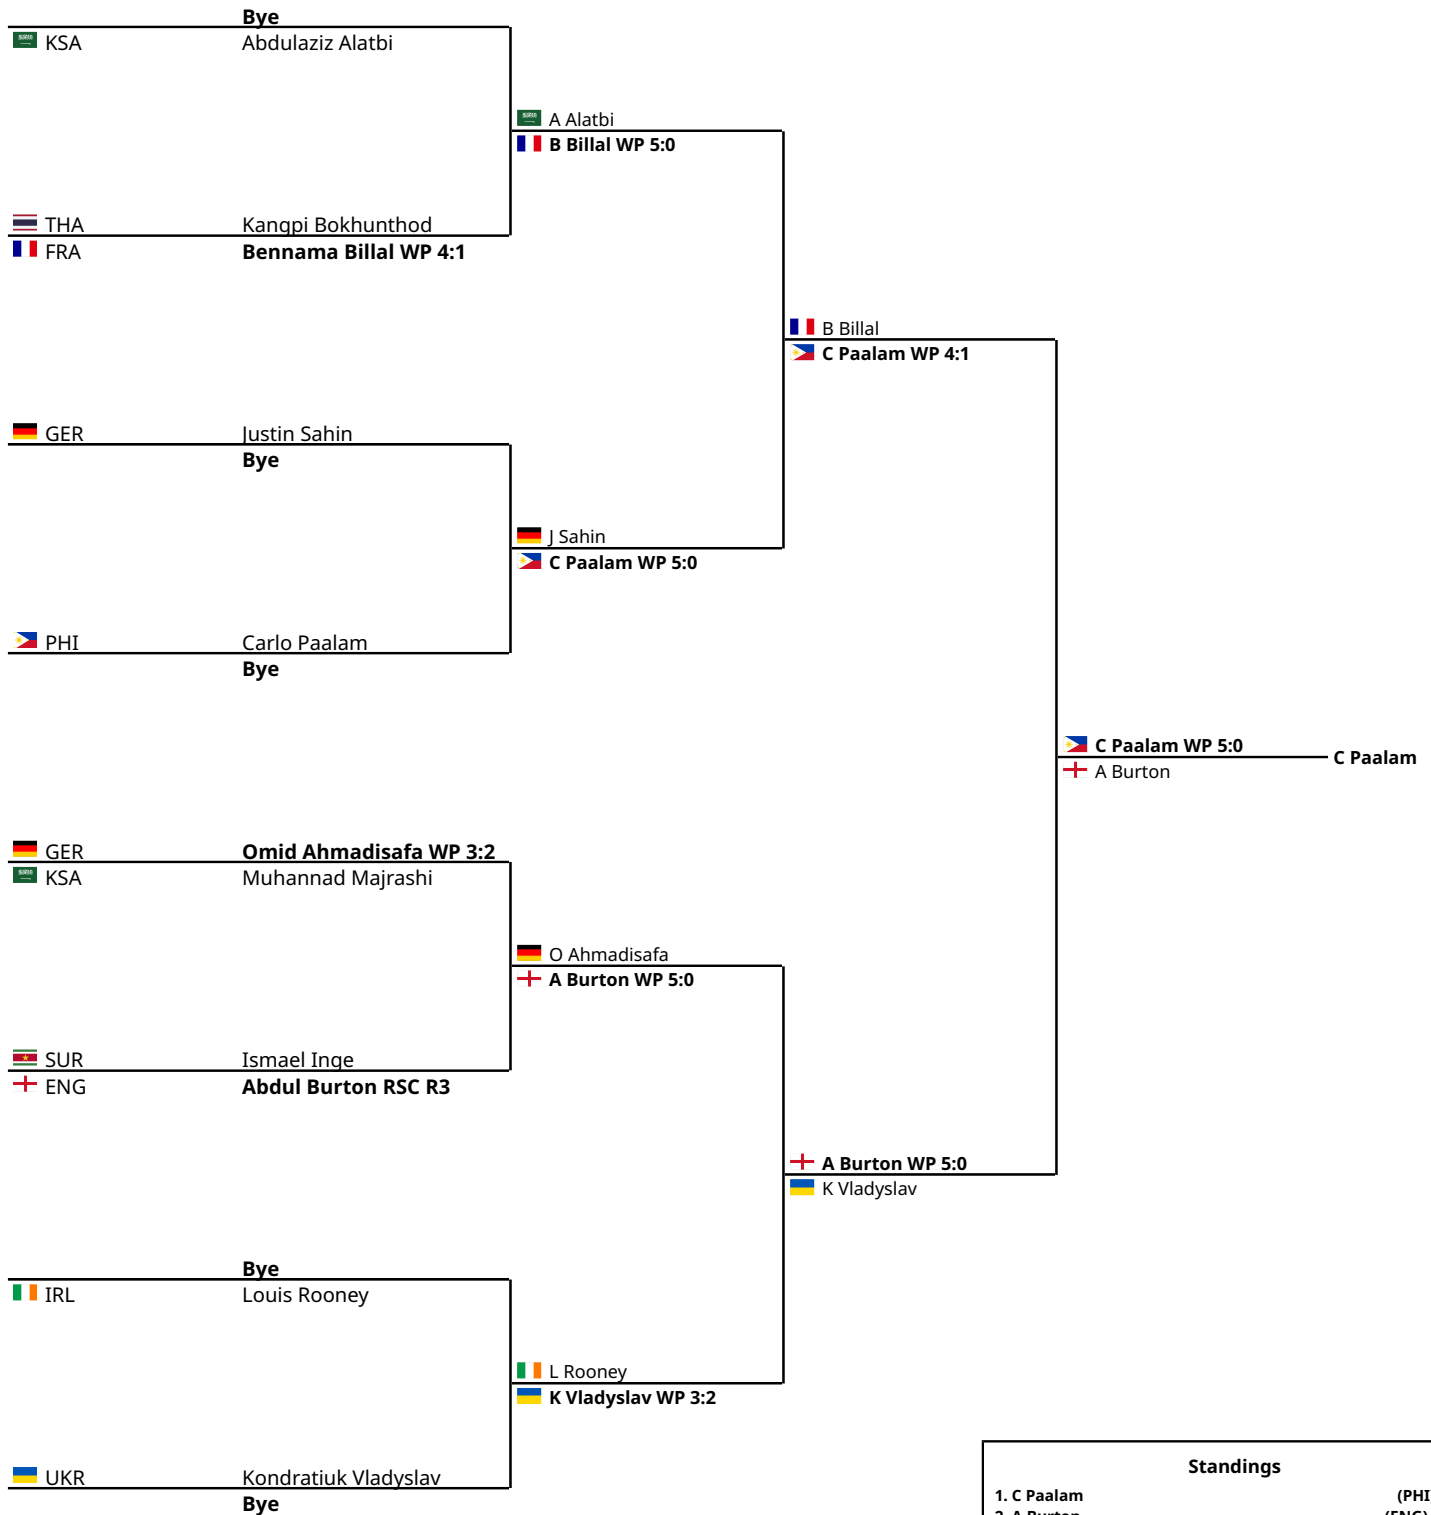 Bye
KSA Abdulaziz Alatbi
A Alatbi
B Billal WP 5:0
THA Kangpi Bokhunthod
FRA Bennama Billal WP 4:1
B Billal
C Paalam WP 4:1
GER Justin Sahin
Bye
J Sahin
C Paalam WP 5:0
PHI Carlo Paalam
Bye
C Paalam WP 5:0
A Burton
C Paalam
GER Omid Ahmadisafa WP 3:2
KSA Muhannad Majrashi
O Ahmadisafa
A Burton WP 5:0
SUR Ismael Inge
ENG Abdul Burton RSC R3
A Burton WP 5:0
K Vladyslav
Bye
IRL Louis Rooney
L Rooney
K Vladyslav WP 3:2
UKR Kondratiuk Vladyslav
Bye
Standings
1. C Paalam (PHI
2. A Burton (ENG)